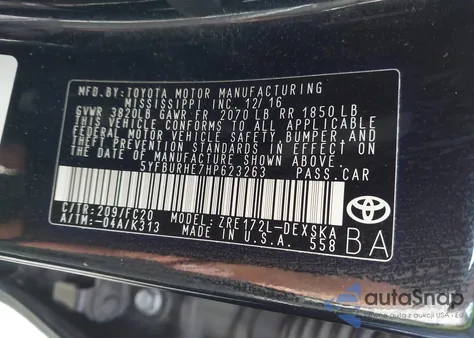 MFD. BY: TOYOTA MOTOR MANUFACTURING
MISSISSIPPI INC. 12/16
GVWR 3820LB GAWR FR 2070 LB RR 1850 LB
THIS VEHICLE CONFORMS TO ALL APPLICABLE
FEDERAL MOTOR VEHICLE SAFETY, BUMPER, AND
THEFT PREVENTION STANDARDS IN EFFECT ON
THE DATE OF MANUFACTURE SHOWN ABOVE.
5YFBURHE7HP623263 PASS. CAR
C/TR: 209/FC20 MODEL: ZRE172L-DEXSKA
A/TM: -04A/K313 MADE IN U.S.A. 558
BA
autoSnap